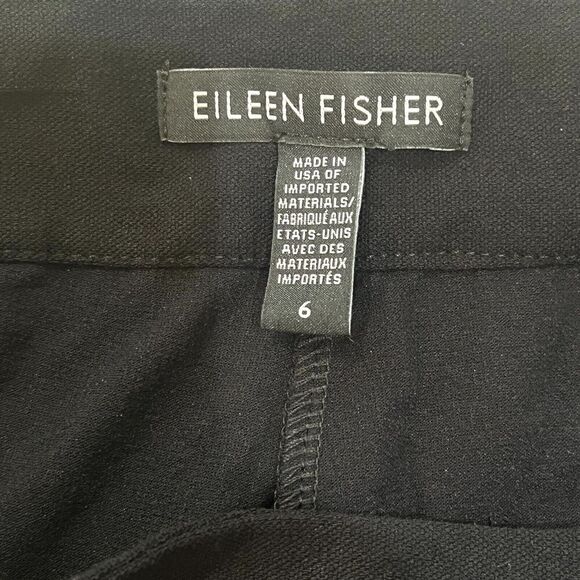 EILEEN FISHER
MADE IN
USA OF
IMPORTED
MATERIALS/
FABRIQUÉ AUX
ETATS-UNIS
AVEC DES
MATERIAUX
IMPORTÉS
6